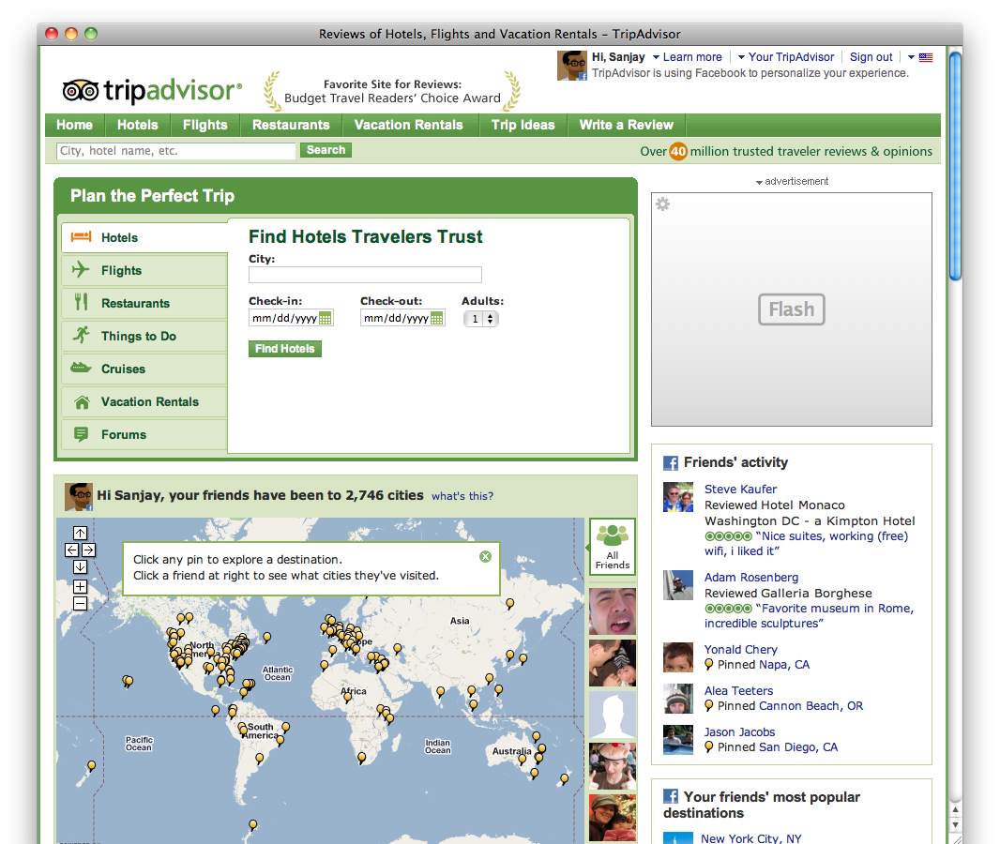 Reviews of Hotels, Flights and Vacation Rentals – TripAdvisor
Hi, Sanjay Learn more Your TripAdvisor Sign out
TripAdvisor is using Facebook to personalize your experience.
tripadvisor®
Favorite Site for Reviews:
Budget Travel Readers' Choice Award
Home Hotels Flights Restaurants Vacation Rentals Trip Ideas Write a Review
City, hotel name, etc. Search Over 40 million trusted traveler reviews & opinions
advertisement
Flash
Plan the Perfect Trip
Hotels
Flights
Restaurants
Things to Do
Cruises
Vacation Rentals
Forums
Find Hotels Travelers Trust
City:
Check-in: Check-out: Adults:
mm/dd/yyyy mm/dd/yyyy 1
Find Hotels
Hi Sanjay, your friends have been to 2,746 cities what's this?
Click any pin to explore a destination.
Click a friend at right to see what cities they've visited.
All
Friends
Asia
North
America
Atlantic
Ocean
Africa
South
America
Pacific
Ocean
Indian
Ocean
Australia
Friends' activity
Steve Kaufer
Reviewed Hotel Monaco
Washington DC - a Kimpton Hotel
“Nice suites, working (free)
wifi, i liked it”
Adam Rosenberg
Reviewed Galleria Borghese
“Favorite museum in Rome,
incredible sculptures”
Yonald Chery
Pinned Napa, CA
Alea Teeters
Pinned Cannon Beach, OR
Jason Jacobs
Pinned San Diego, CA
Your friends' most popular
destinations
New York City, NY